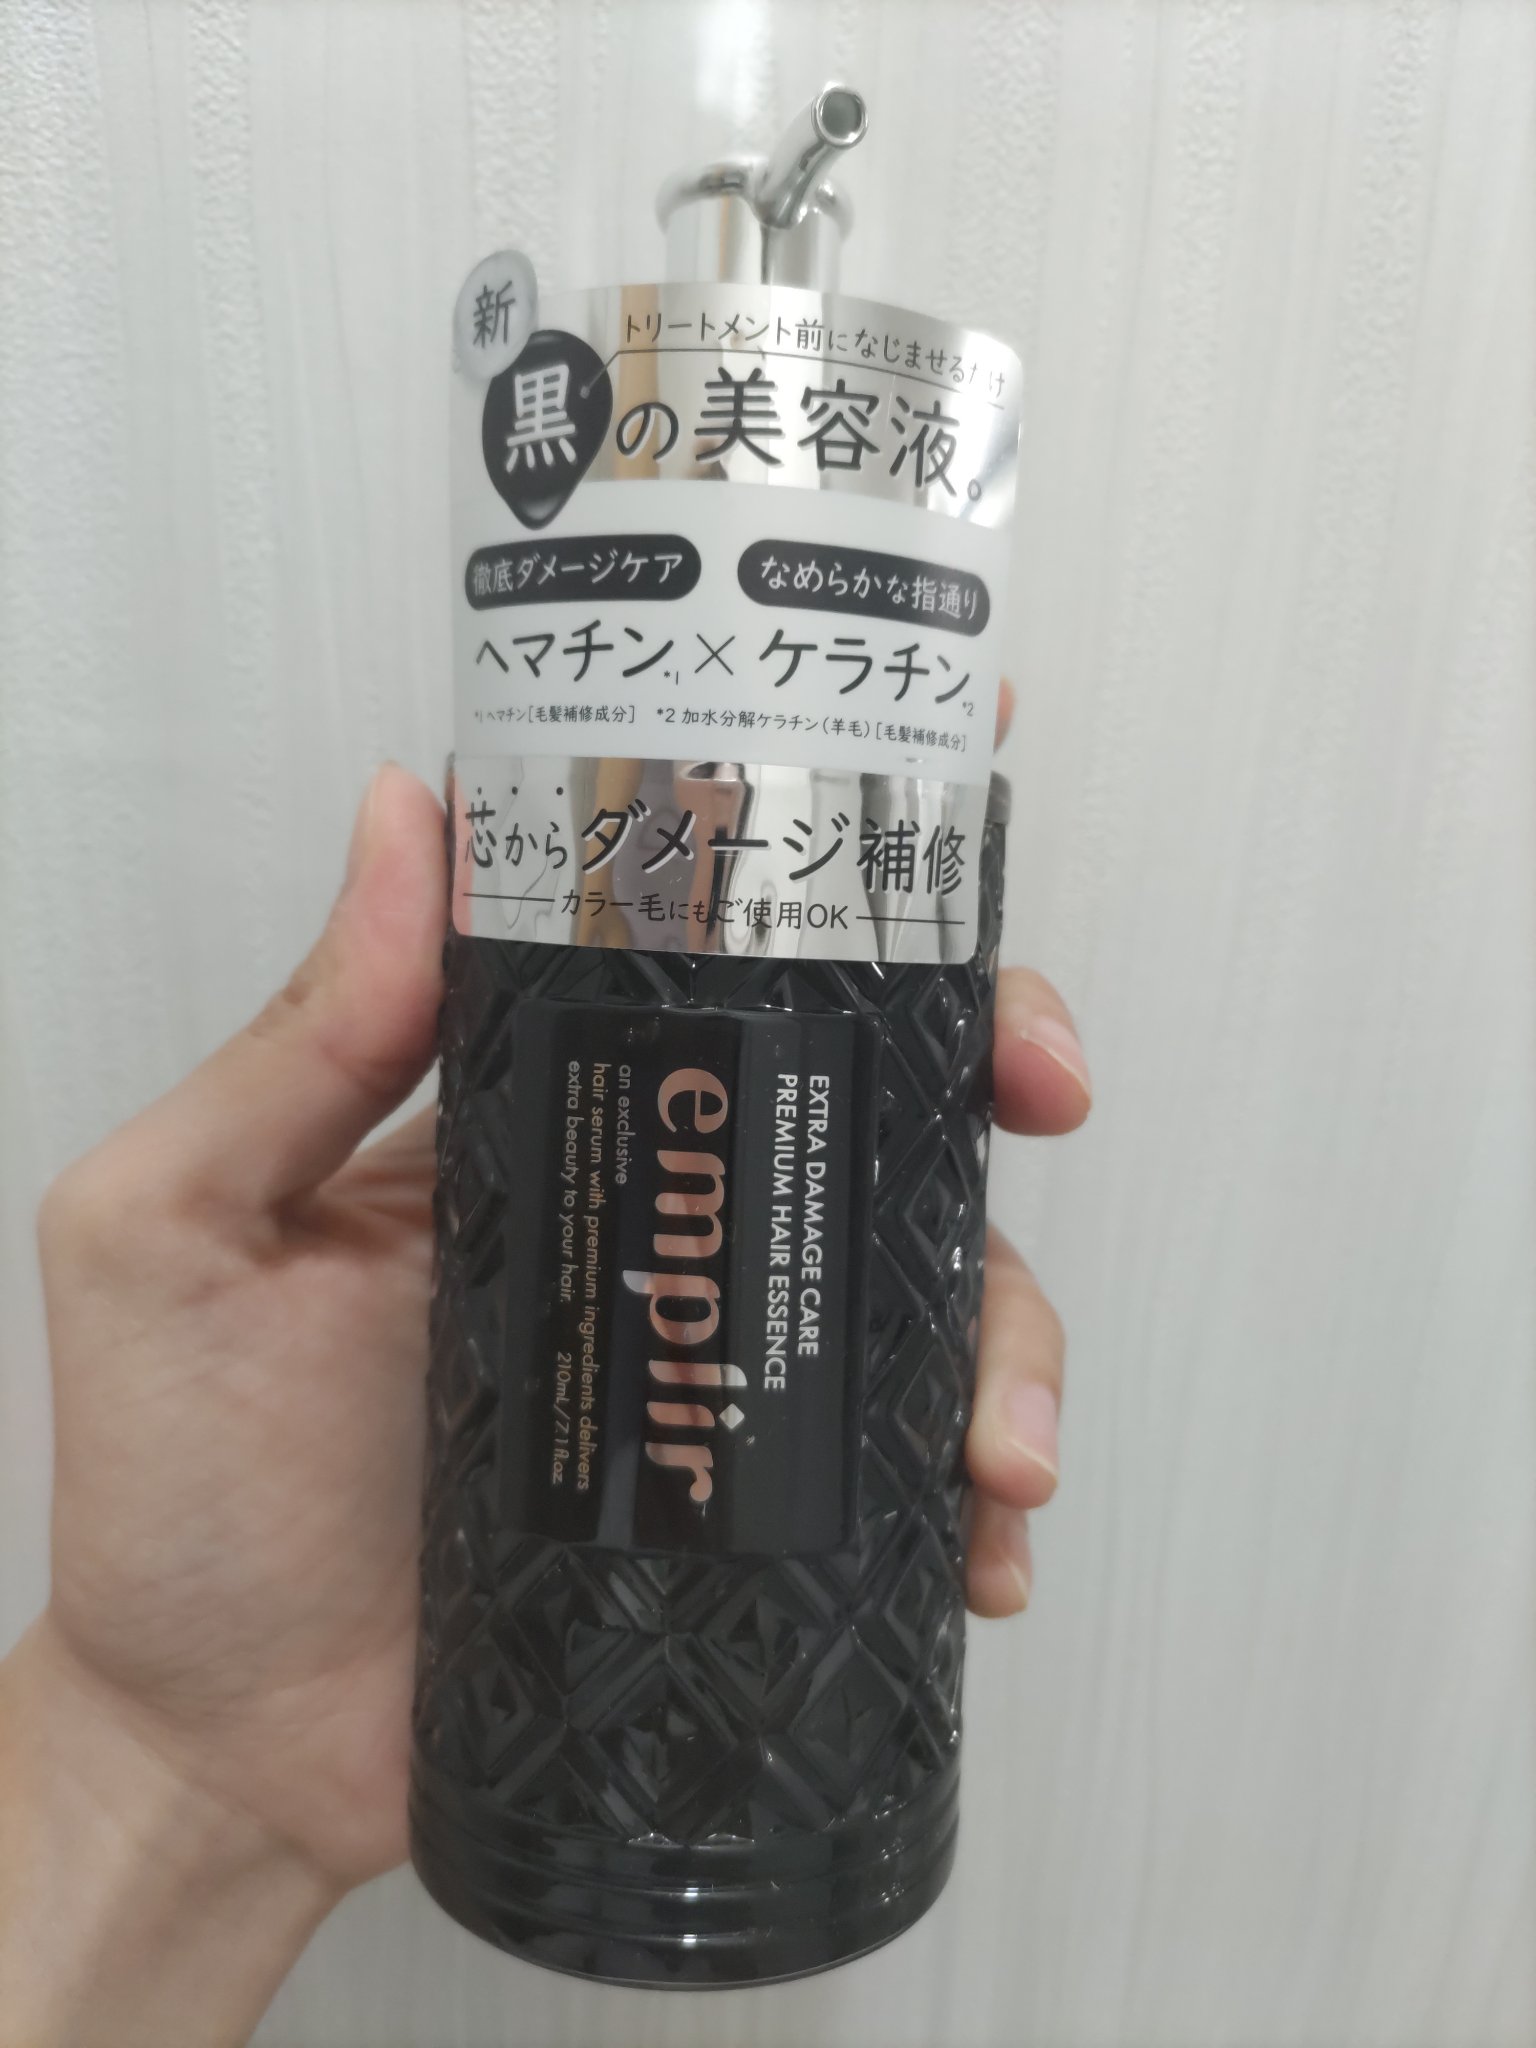 新
トリートメント前になじませるだけ
黒の美容液。
徹底ダメージケア
なめらかな指通り
ヘマチン*1×ケラチン*2
*1 ヘマチン[毛髪補修成分] *2 加水分解ケラチン(羊毛)[毛髪補修成分]
芯からダメージ補修
カラー毛にもご使用OK
EXTRA DAMAGE CARE
PREMIUM HAIR ESSENCE
emplir
an exclusive
hair serum with premium ingredients delivers
extra beauty to your hair. 210mL/7.1fl.oz.